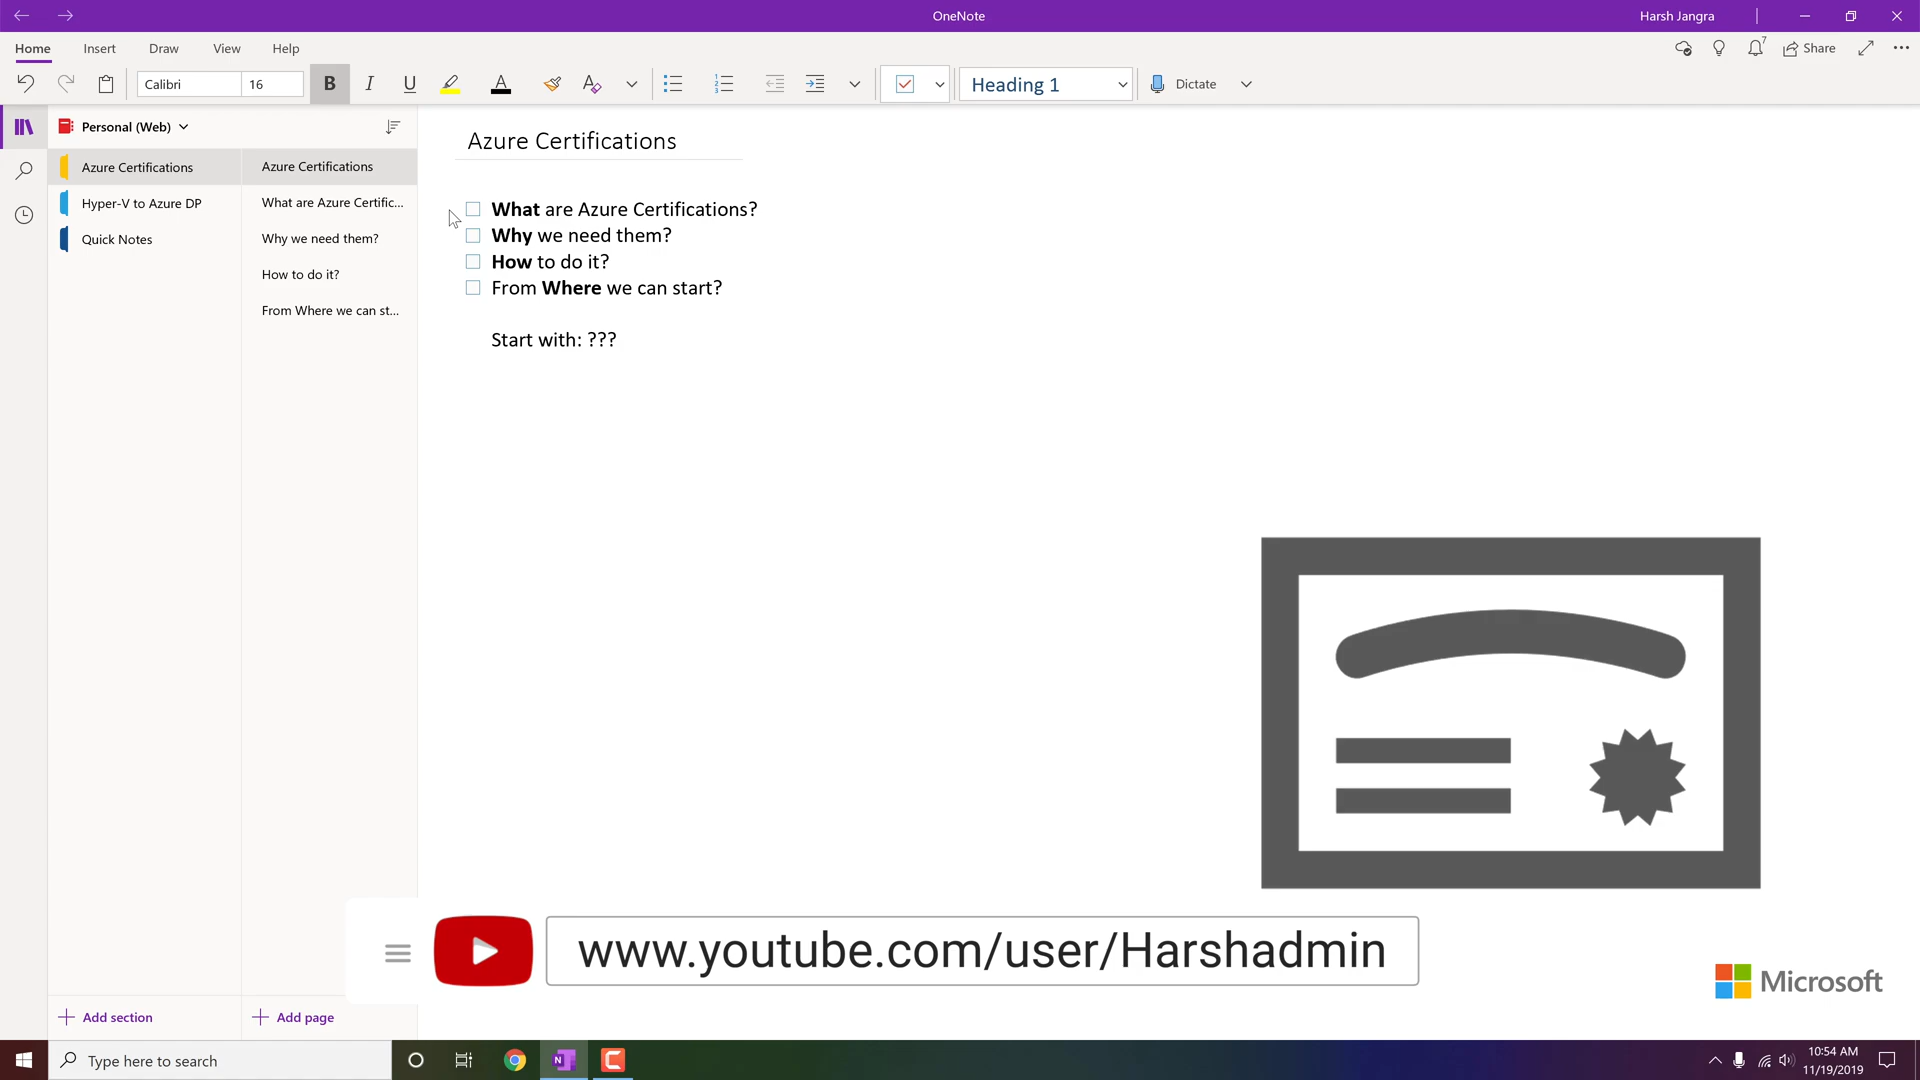 OneNote
Harsh Jangra
Home Insert Draw View Help
7
Share
Calibri 16 B I U A A Heading 1 Dictate
Personal (Web)
Azure Certifications
Hyper-V to Azure DP
Quick Notes
Azure Certifications
What are Azure Certific...
Why we need them?
How to do it?
From Where we can st...
Azure Certifications
What are Azure Certifications?
Why we need them?
How to do it?
From Where we can start?
Start with: ???
www.youtube.com/user/Harshadmin
Microsoft
Add section
Add page
Type here to search
10:54 AM
11/19/2019